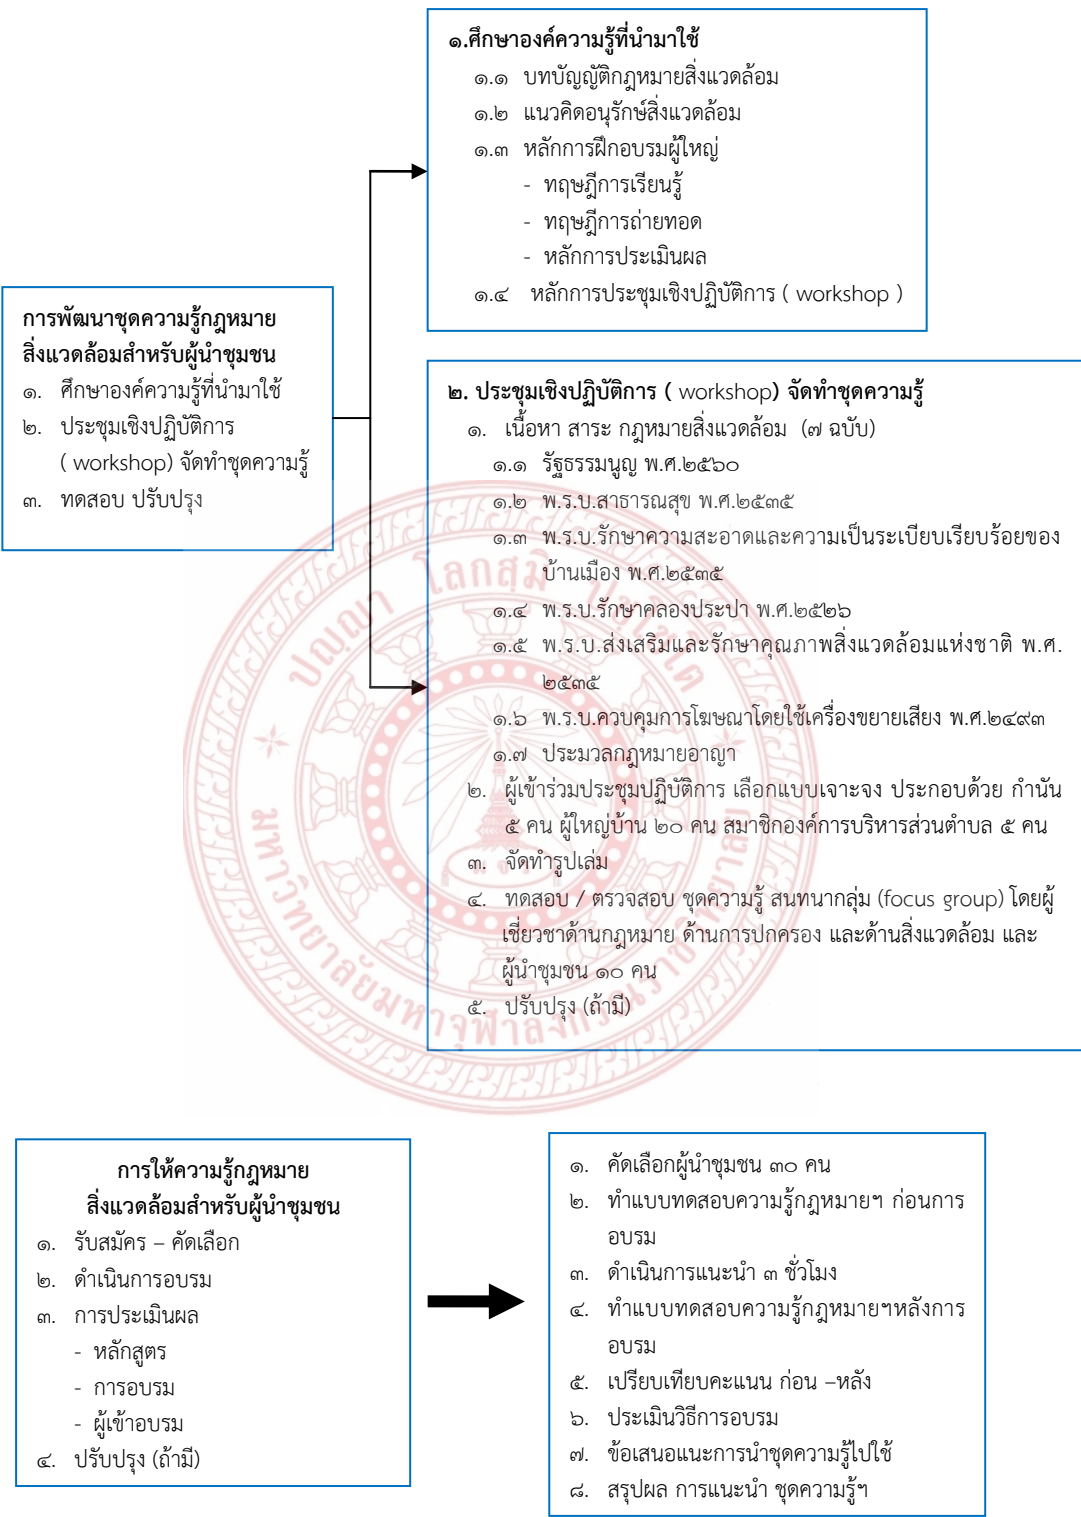 ๑.ศึกษาองค์ความรู้ที่นำมาใช้
๑.๑ บทบัญญัติกฎหมายสิ่งแวดล้อม
๑.๒ แนวคิดอนุรักษ์สิ่งแวดล้อม
๑.๓ หลักการฝึกอบรมผู้ใหญ่
- ทฤษฎีการเรียนรู้
- ทฤษฎีการถ่ายทอด
- หลักการประเมินผล
๑.๔ หลักการประชุมเชิงปฏิบัติการ ( workshop )
การพัฒนาชุดความรู้กฎหมาย
สิ่งแวดล้อมสำหรับผู้นำชุมชน
๑. ศึกษาองค์ความรู้ที่นำมาใช้
๒. ประชุมเชิงปฏิบัติการ
( workshop) จัดทำชุดความรู้
๓. ทดสอบ ปรับปรุง
๒. ประชุมเชิงปฏิบัติการ ( workshop) จัดทำชุดความรู้
๑. เนื้อหา สาระ กฎหมายสิ่งแวดล้อม (๗ ฉบับ)
๑.๑ รัฐธรรมนูญ พ.ศ.๒๕๖๐
๑.๒ พ.ร.บ.สาธารณสุข พ.ศ.๒๕๓๕
๑.๓ พ.ร.บ.รักษาความสะอาดและความเป็นระเบียบเรียบร้อยของ
บ้านเมือง พ.ศ.๒๕๓๕
๑.๔ พ.ร.บ.รักษาคลองประปา พ.ศ.๒๕๒๖
๑.๕ พ.ร.บ.ส่งเสริมและรักษาคุณภาพสิ่งแวดล้อมแห่งชาติ พ.ศ.
๒๕๓๕
๑.๖ พ.ร.บ.ควบคุมการโฆษณาโดยใช้เครื่องขยายเสียง พ.ศ.๒๔๙๓
๑.๗ ประมวลกฎหมายอาญา
๒. ผู้เข้าร่วมประชุมปฏิบัติการ เลือกแบบเจาะจง ประกอบด้วย กำนัน
๕ คน ผู้ใหญ่บ้าน ๒๐ คน สมาชิกองค์การบริหารส่วนตำบล ๕ คน
๓. จัดทำรูปเล่ม
๔. ทดสอบ / ตรวจสอบ ชุดความรู้ สนทนากลุ่ม (focus group) โดยผู้
เชี่ยวชาด้านกฎหมาย ด้านการปกครอง และด้านสิ่งแวดล้อม และ
ผู้นำชุมชน ๑๐ คน
๕. ปรับปรุง (ถ้ามี)
ปญฺญา โลกสฺมิ ปชฺโชโต
มหาวิทยาลัยมหาจุฬาลงกรณราชวิทยาลัย
การให้ความรู้กฎหมาย
สิ่งแวดล้อมสำหรับผู้นำชุมชน
๑. รับสมัคร – คัดเลือก
๒. ดำเนินการอบรม
๓. การประเมินผล
- หลักสูตร
- การอบรม
- ผู้เข้าอบรม
๔. ปรับปรุง (ถ้ามี)
๑. คัดเลือกผู้นำชุมชน ๓๐ คน
๒. ทำแบบทดสอบความรู้กฎหมายฯ ก่อนการ
อบรม
๓. ดำเนินการแนะนำ ๓ ชั่วโมง
๔. ทำแบบทดสอบความรู้กฎหมายฯหลังการ
อบรม
๕. เปรียบเทียบคะแนน ก่อน –หลัง
๖. ประเมินวิธีการอบรม
๗. ข้อเสนอแนะการนำชุดความรู้ไปใช้
๘. สรุปผล การแนะนำ ชุดความรู้ฯ